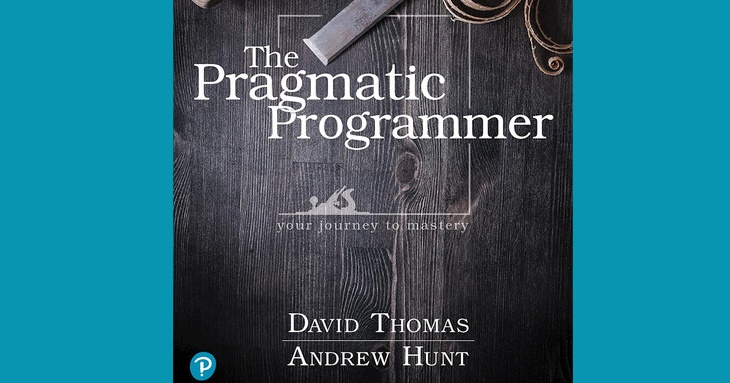 The
Pragmatic
Programmer
your journey to mastery
DAVID THOMAS
ANDREW HUNT
P